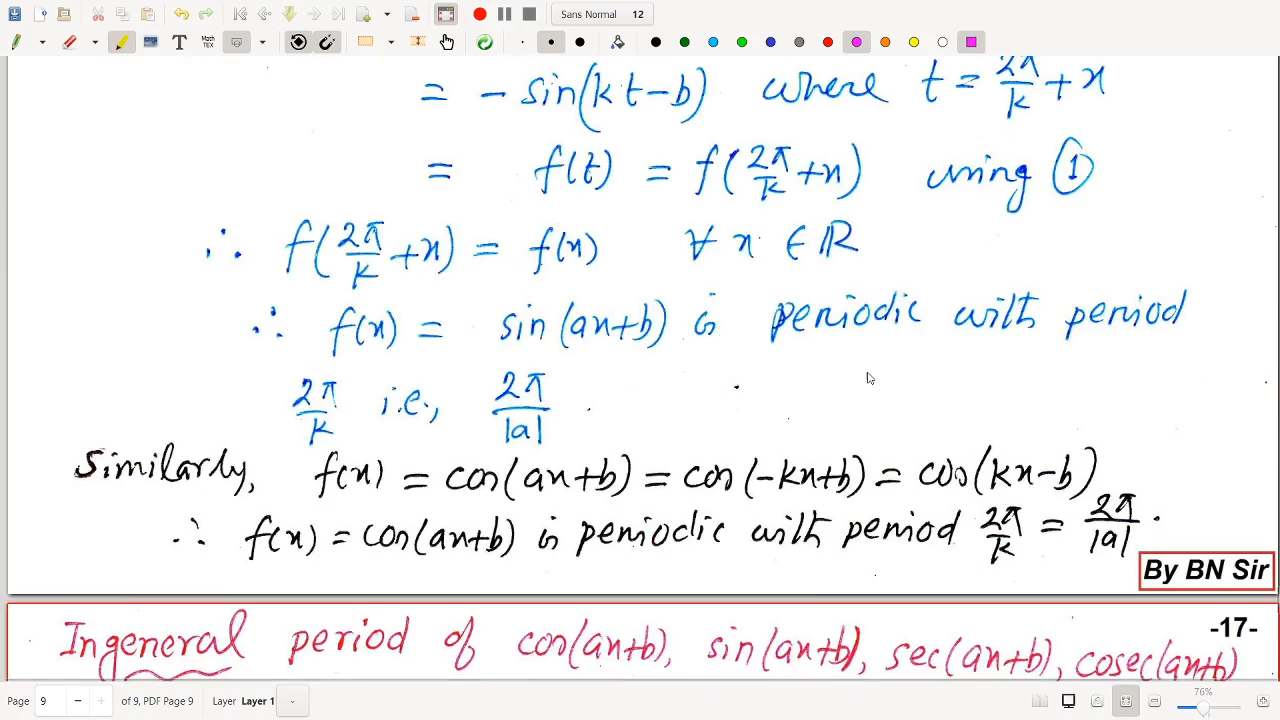 Sans Normal 12
T Math TEX
= - sin(kt-b) where t = 2π/k + x
= f(t) = f(2π/k + x) using ①
∴ f(2π/k + x) = f(x) ∀ x ∈ ℝ
∴ f(x) = sin(ax+b) is periodic with period
2π/k i.e., 2π/|a| .
Similarly, f(x) = cos(ax+b) = cos(-kx+b) = cos(kx-b)
∴ f(x) = cos(ax+b) is periodic with period 2π/k = 2π/|a| .
By BN Sir
-17-
Ingeneral period of cos(ax+b), sin(ax+b), sec(ax+b), cosec(ax+b)
Page 9 - + of 9, PDF Page 9 Layer Layer 1 76%